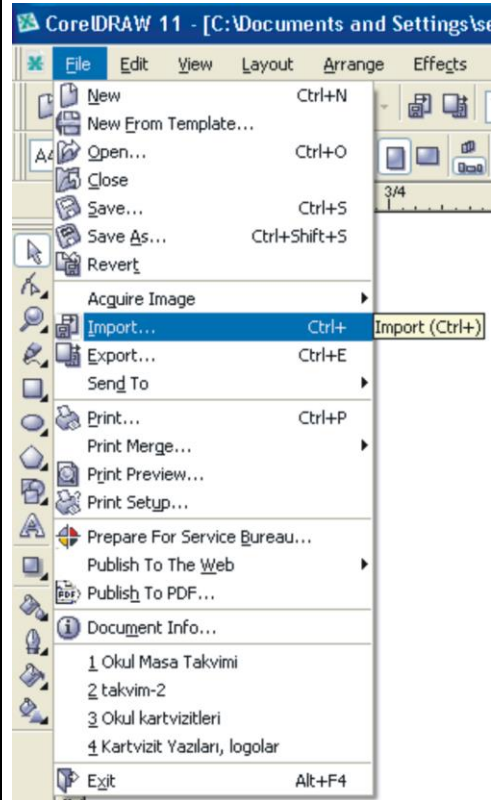 CorelDRAW 11 - [C:\Documents and Settings\se
File Edit View Layout Arrange Effects
New Ctrl+N
New From Template...
A4
Open... Ctrl+O
Close
3/4
Save... Ctrl+S
Save As... Ctrl+Shift+S
Revert
Acquire Image
Import... Ctrl+
Import (Ctrl+)
Export... Ctrl+E
Send To
Print... Ctrl+P
Print Merge...
Print Preview...
Print Setup...
Prepare For Service Bureau...
Publish To The Web
PDF Publish To PDF...
Document Info...
1 Okul Masa Takvimi
2 takvim-2
3 Okul kartvizitleri
4 Kartvizit Yazıları, logolar
Exit Alt+F4